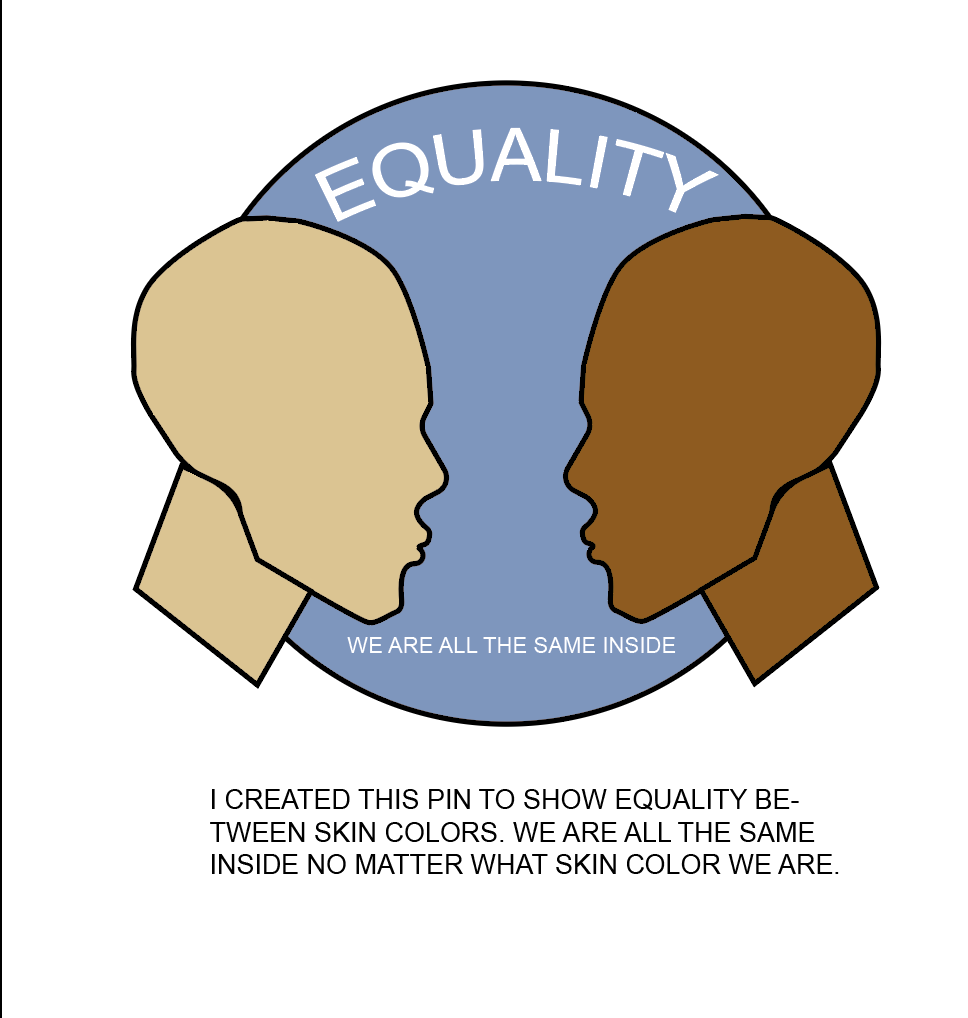 EQUALITY
WE ARE ALL THE SAME INSIDE
I CREATED THIS PIN TO SHOW EQUALITY BE-
TWEEN SKIN COLORS. WE ARE ALL THE SAME
INSIDE NO MATTER WHAT SKIN COLOR WE ARE.